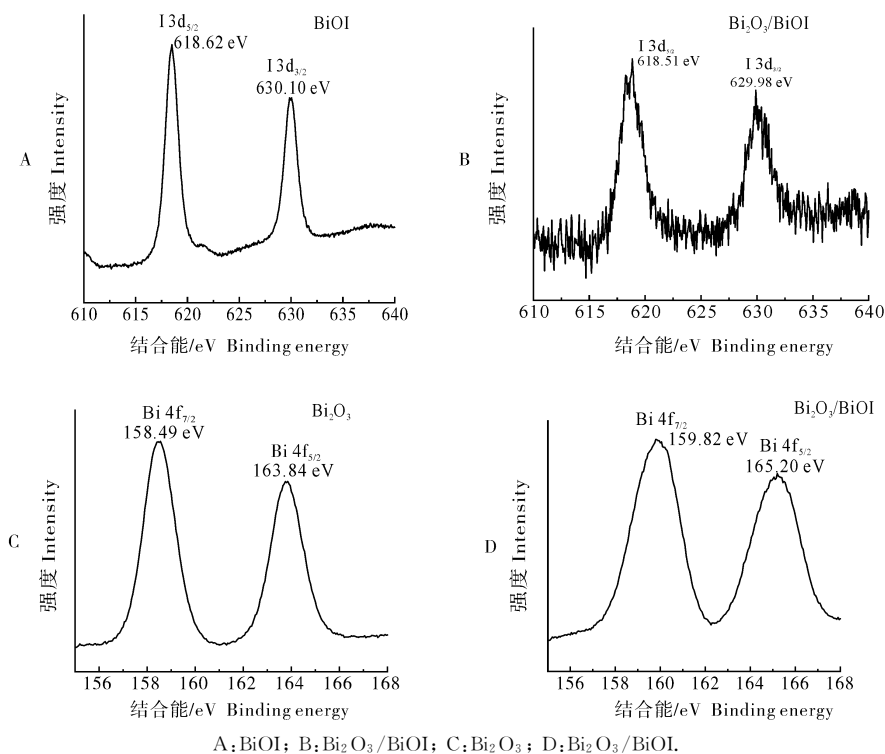 I 3d5/2
618.62 eV
BiOI
I 3d3/2
630.10 eV
A
强度 Intensity
610 615 620 625 630 635 640
结合能/eV Binding energy
Bi2O3/BiOI
I 3d5/2
618.51 eV
I 3d3/2
629.98 eV
B
强度 Intensity
610 615 620 625 630 635 640
结合能/eV Binding energy
Bi 4f7/2
158.49 eV
Bi2O3
Bi 4f5/2
163.84 eV
C
强度 Intensity
156 158 160 162 164 166 168
结合能/eV Binding energy
Bi 4f7/2
159.82 eV
Bi2O3/BiOI
Bi 4f5/2
165.20 eV
D
强度 Intensity
156 158 160 162 164 166 168
结合能/eV Binding energy
A:BiOI; B:Bi2O3/BiOI; C:Bi2O3; D:Bi2O3/BiOI.